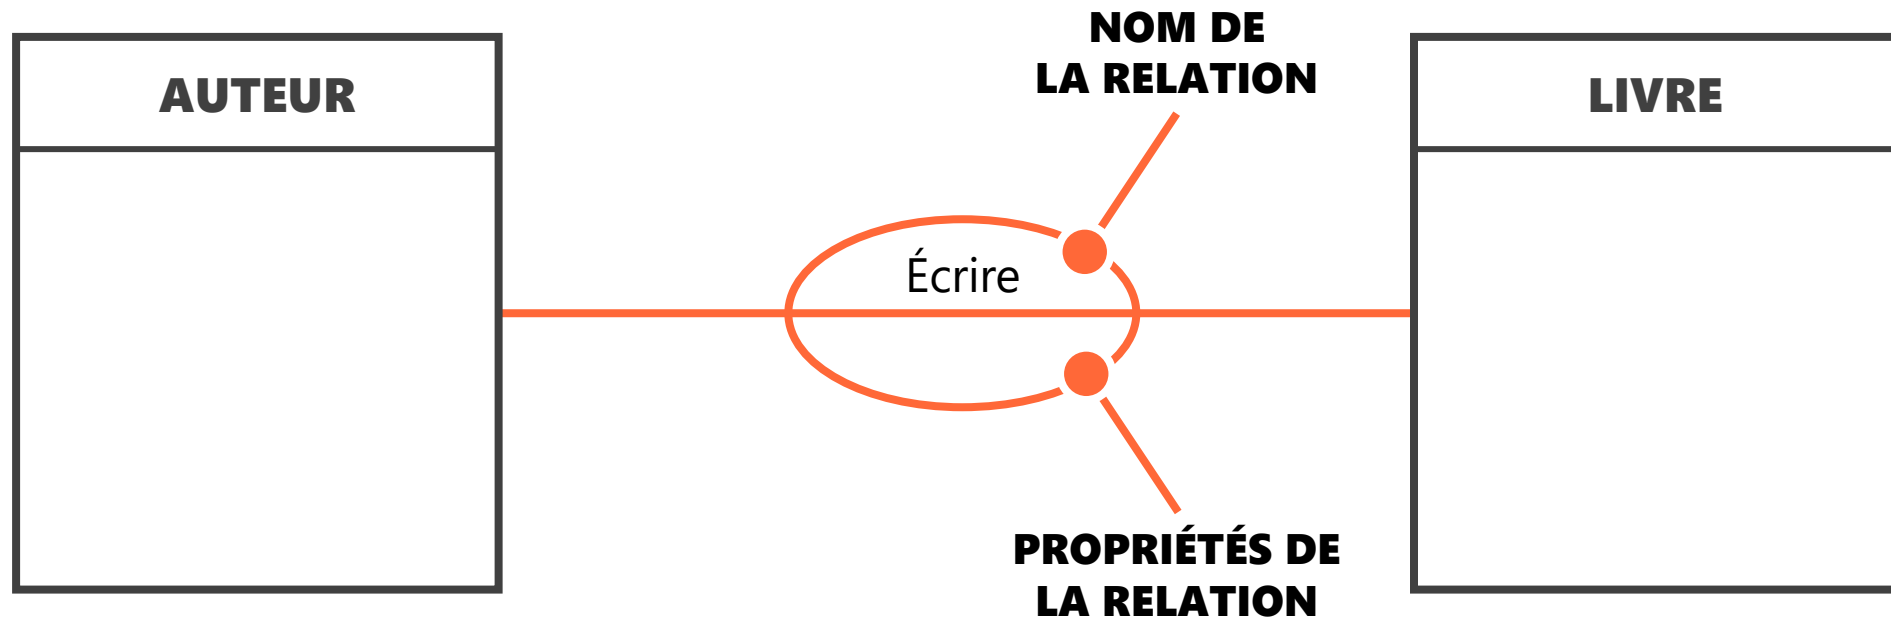 AUTEUR
NOM DE
LA RELATION
LIVRE
Écrire
PROPRIÉTÉS DE
LA RELATION